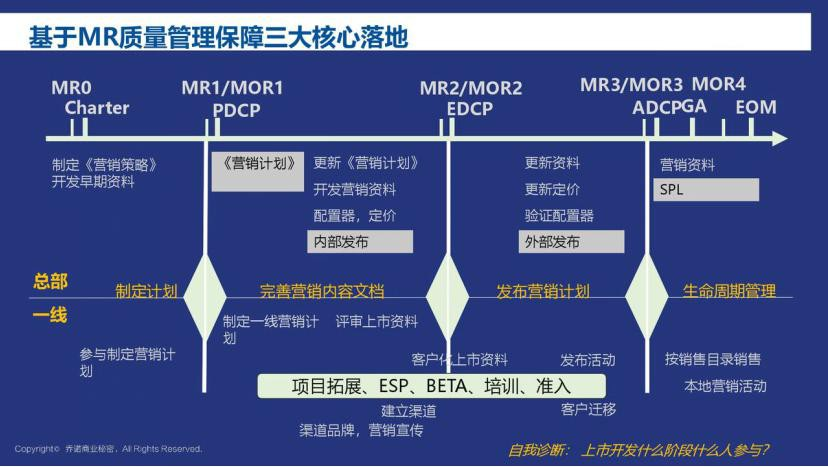 基于MR质量管理保障三大核心落地
MR0
Charter
MR1/MOR1
PDCP
MR2/MOR2
EDCP
MR3/MOR3
MOR4
ADCP
GA
EOM
制定《营销策略》
开发早期资料
《营销计划》
更新《营销计划》
开发营销资料
配置器，定价
内部发布
更新资料
更新定价
验证配置器
外部发布
营销资料
SPL
总部
制定计划
完善营销内容文档
发布营销计划
生命周期管理
一线
参与制定营销计
划
制定一线营销计
划
评审上市资料
客户化上市资料
发布活动
按销售目录销售
项目拓展、ESP、BETA、培训、准入
本地营销活动
建立渠道
客户迁移
渠道品牌，营销宣传
Copyright© 乔诺商业秘密，All Rights Reserved.
自我诊断： 上市开发什么阶段什么人参与？